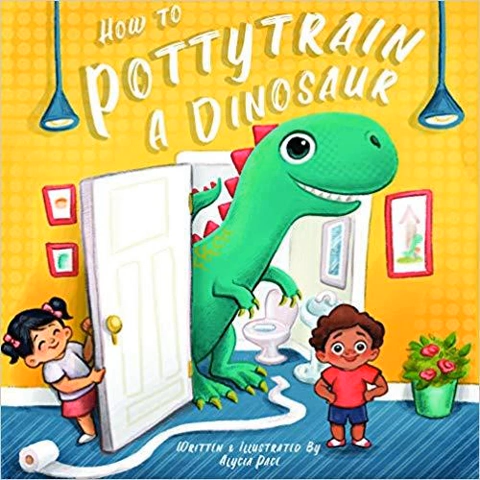 How to
Pottytrain
a Dinosaur
Written & Illustrated By
Alycia Pace